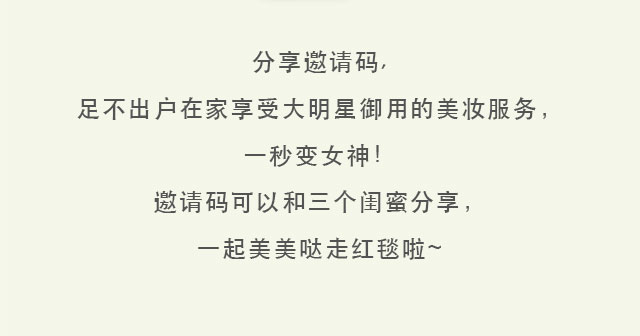 分享邀请码，
足不出户在家享受大明星御用的美妆服务，
一秒变女神！
邀请码可以和三个闺蜜分享，
一起美美哒走红毯啦~